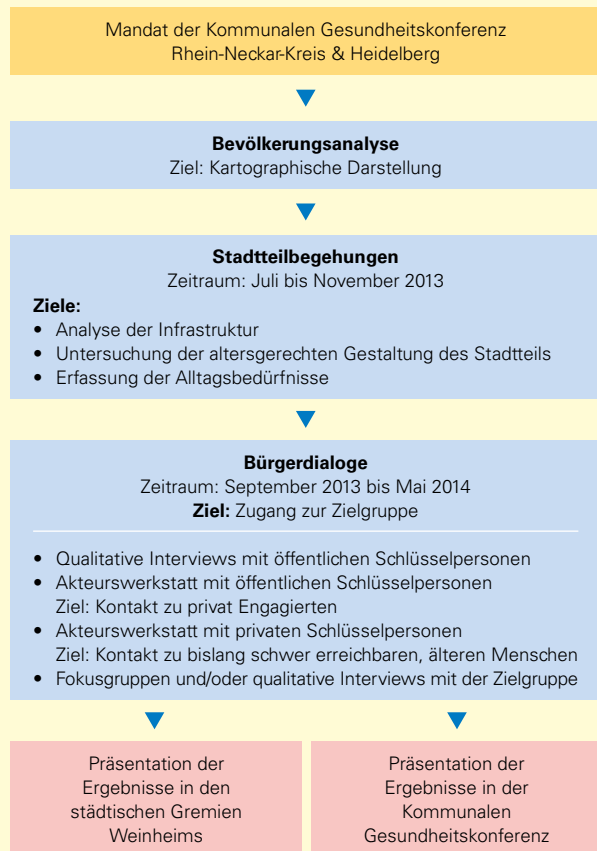 Mandat der Kommunalen Gesundheitskonferenz
Rhein-Neckar-Kreis & Heidelberg
Bevölkerungsanalyse
Ziel: Kartographische Darstellung
Stadtteilbegehungen
Zeitraum: Juli bis November 2013
Ziele:
• Analyse der Infrastruktur
• Untersuchung der altersgerechten Gestaltung des Stadtteils
• Erfassung der Alltagsbedürfnisse
Bürgerdialoge
Zeitraum: September 2013 bis Mai 2014
Ziel: Zugang zur Zielgruppe
• Qualitative Interviews mit öffentlichen Schlüsselpersonen
• Akteurswerkstatt mit öffentlichen Schlüsselpersonen
Ziel: Kontakt zu privat Engagierten
• Akteurswerkstatt mit privaten Schlüsselpersonen
Ziel: Kontakt zu bislang schwer erreichbaren, älteren Menschen
• Fokusgruppen und/oder qualitative Interviews mit der Zielgruppe
Präsentation der
Ergebnisse in den
städtischen Gremien
Weinheims
Präsentation der
Ergebnisse in der
Kommunalen
Gesundheitskonferenz